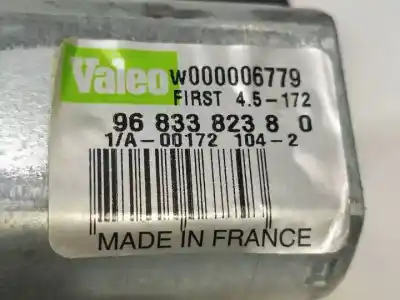 Valeo W000006779
FIRST 4.5-172
96 833 823 8 0
1/A-00172 104-2
MADE IN FRANCE